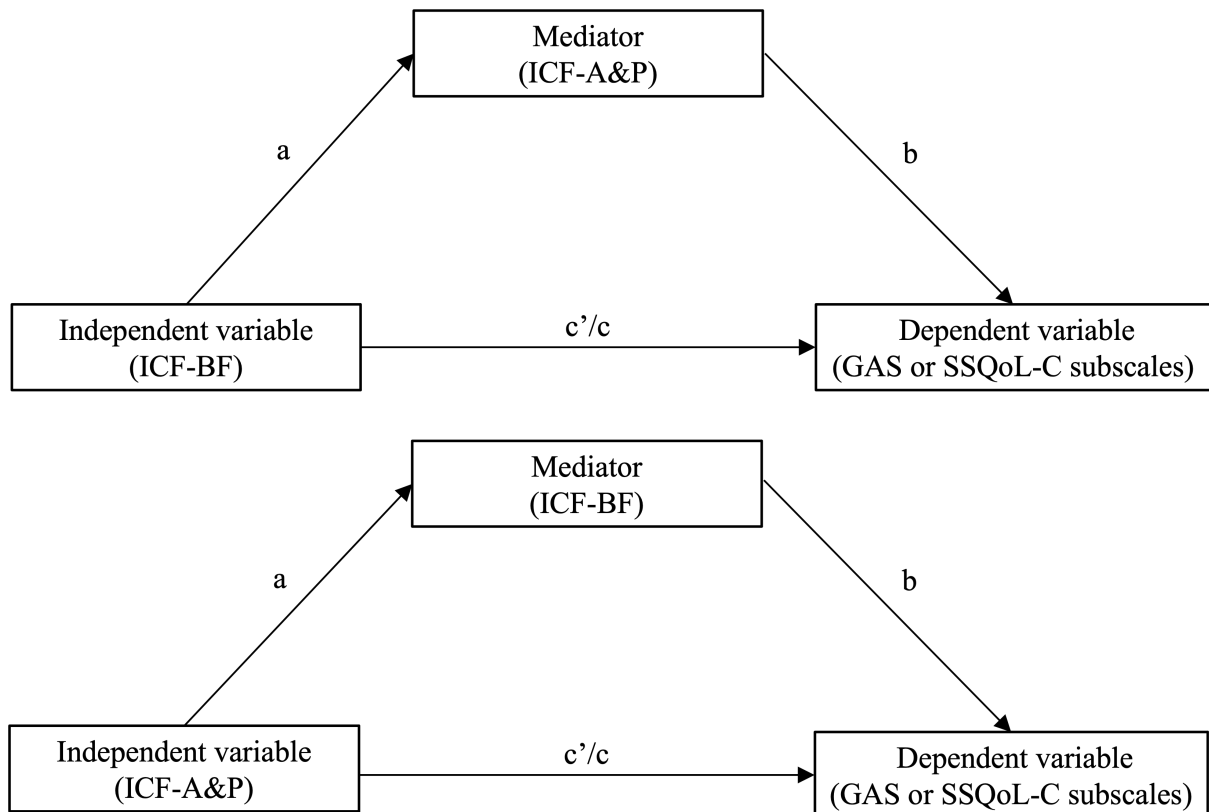 Mediator
(ICF-A&P)
a
b
Independent variable
(ICF-BF)
c’/c
Dependent variable
(GAS or SSQoL-C subscales)
Mediator
(ICF-BF)
a
b
Independent variable
(ICF-A&P)
c’/c
Dependent variable
(GAS or SSQoL-C subscales)